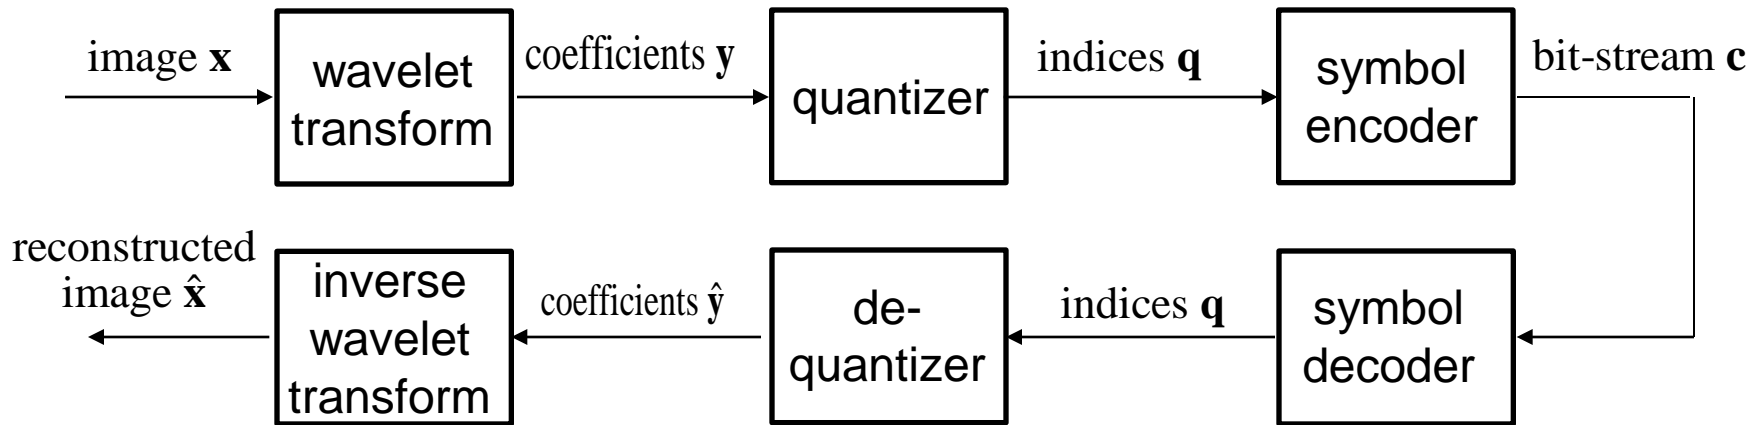 image x
wavelet
transform
coefficients y
quantizer
indices q
symbol
encoder
bit-stream c
reconstructed
image x̂
inverse
wavelet
transform
coefficients ŷ
de-
quantizer
indices q
symbol
decoder